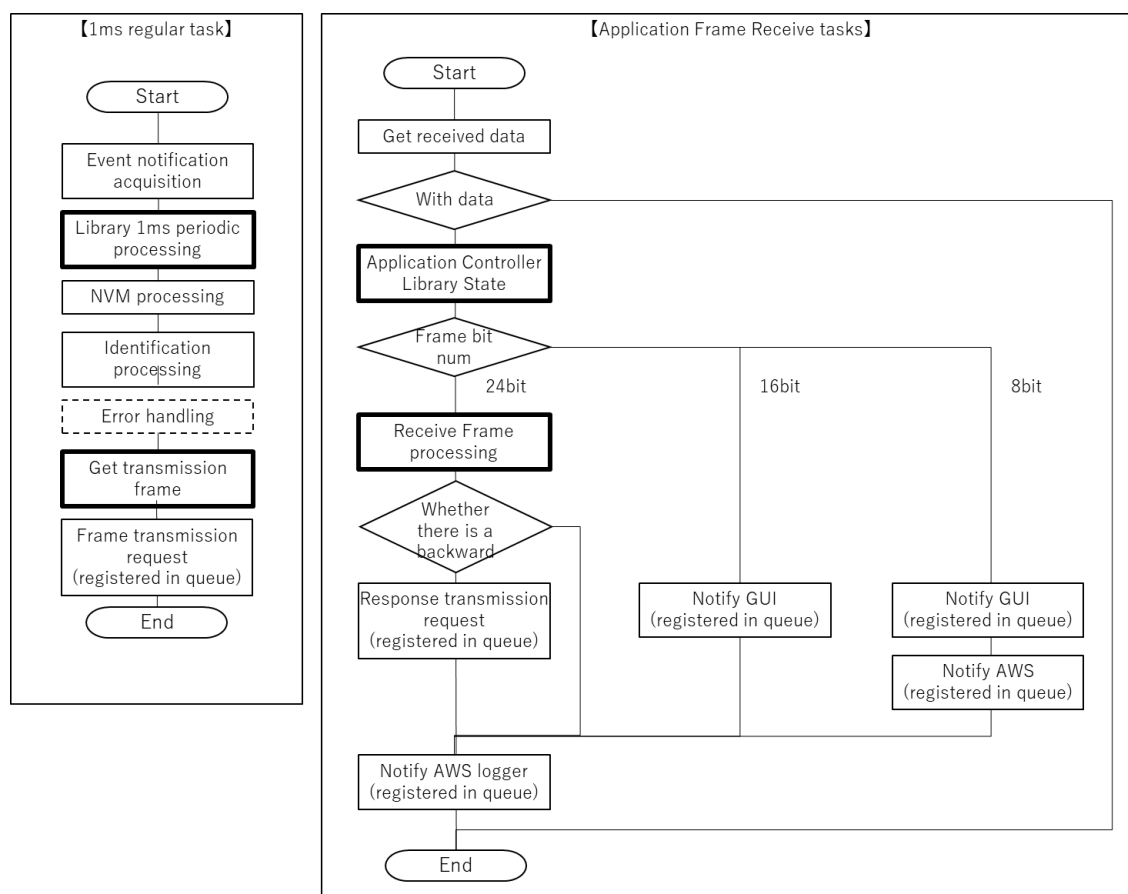 【1ms regular task】
Start
Event notification
acquisition
Library 1ms periodic
processing
NVM processing
Identification
processing
Error handling
Get transmission
frame
Frame transmission
request
(registered in queue)
End
【Application Frame Receive tasks】
Start
Get received data
With data
Application Controller
Library State
Frame bit
num
24bit
16bit
8bit
Receive Frame
processing
Whether
there is a
backward
Response transmission
request
(registered in queue)
Notify GUI
(registered in queue)
Notify GUI
(registered in queue)
Notify AWS
(registered in queue)
Notify AWS logger
(registered in queue)
End